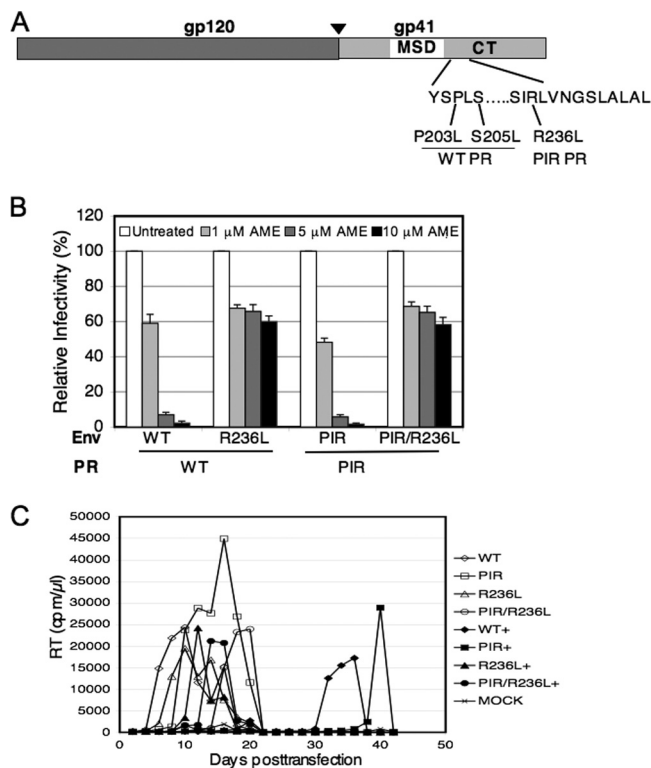 A
gp120 gp41
MSD CT
YSPLS.....SIRLVNGSLALAL
P203L S205L R236L
WT PR PIR PR
B
Relative Infectivity (%)
120
100
80
60
40
20
0
Untreated 1 μM AME 5 μM AME 10 μM AME
Env WT R236L PIR PIR/R236L
PR WT PIR
C
RT (cpm/μl)
50000
45000
40000
35000
30000
25000
20000
15000
10000
5000
0
0 10 20 30 40 50
Days posttransfection
WT
PIR
R236L
PIR/R236L
WT+
PIR+
R236L+
PIR/R236L+
MOCK